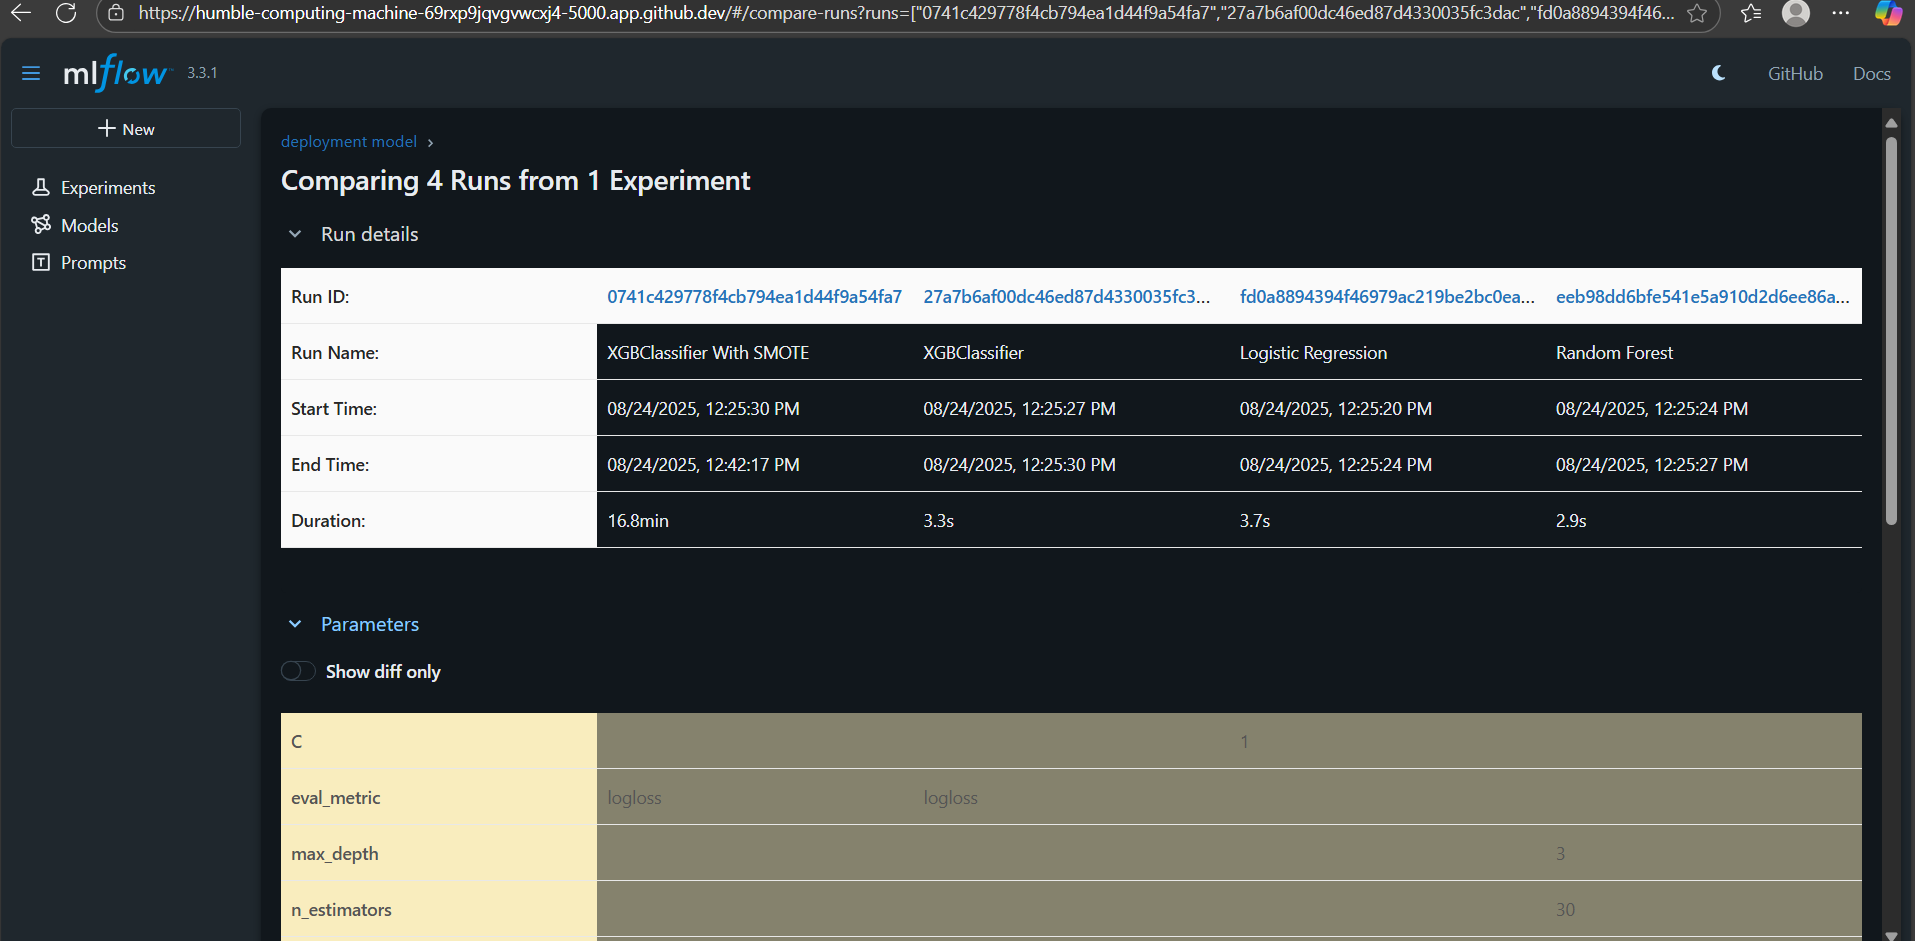 https://humble-computing-machine-69rxp9jqvgvwcxj4-5000.app.github.dev/#/compare-runs?runs=["0741c429778f4cb794ea1d44f9a54fa7","27a7b6af00dc46ed87d4330035fc3dac","fd0a8894394f46...
mlflow 3.3.1
GitHub Docs
+ New
Experiments
Models
Prompts
deployment model >
Comparing 4 Runs from 1 Experiment
Run details
Run ID: 0741c429778f4cb794ea1d44f9a54fa7 27a7b6af00dc46ed87d4330035fc3... fd0a8894394f46979ac219be2bc0ea... eeb98dd6bfe541e5a910d2d6ee86a...
Run Name: XGBClassifier With SMOTE XGBClassifier Logistic Regression Random Forest
Start Time: 08/24/2025, 12:25:30 PM 08/24/2025, 12:25:27 PM 08/24/2025, 12:25:20 PM 08/24/2025, 12:25:24 PM
End Time: 08/24/2025, 12:42:17 PM 08/24/2025, 12:25:30 PM 08/24/2025, 12:25:24 PM 08/24/2025, 12:25:27 PM
Duration: 16.8min 3.3s 3.7s 2.9s
Parameters
Show diff only
C 1
eval_metric logloss logloss
max_depth 3
n_estimators 30